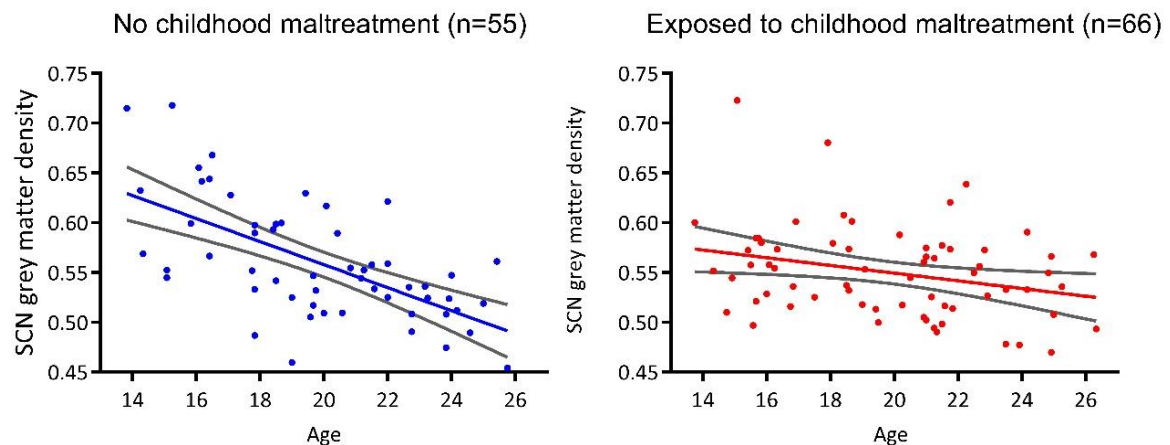 No childhood maltreatment (n=55)
SCN grey matter density
0.75
0.70
0.65
0.60
0.55
0.50
0.45
14 16 18 20 22 24 26
Age
Exposed to childhood maltreatment (n=66)
SCN grey matter density
0.75
0.70
0.65
0.60
0.55
0.50
0.45
14 16 18 20 22 24 26
Age